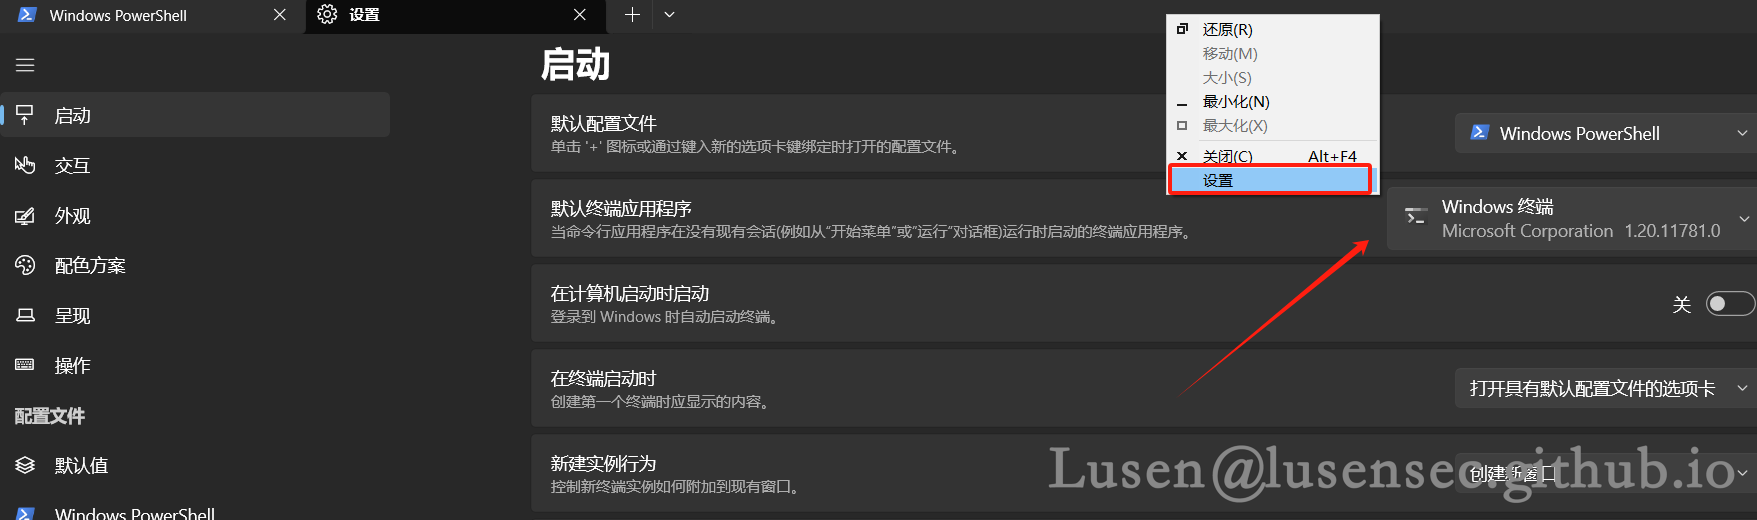 Windows PowerShell
设置
启动
交互
外观
配色方案
呈现
操作
配置文件
默认值
Windows PowerShell
启动
默认配置文件
单击 '+' 图标或通过键入新的选项卡键绑定时打开的配置文件。
Windows PowerShell
默认终端应用程序
当命令行应用程序在没有现有会话(例如从“开始菜单”或“运行”对话框)运行时启动的终端应用程序。
Windows 终端
Microsoft Corporation 1.20.11781.0
在计算机启动时启动
登录到 Windows 时自动启动终端。
关
在终端启动时
创建第一个终端时应显示的内容。
打开具有默认配置文件的选项卡
新建实例行为
控制新终端实例如何附加到现有窗口。
创建新窗口
还原(R)
移动(M)
大小(S)
最小化(N)
最大化(X)
关闭(C) Alt+F4
设置
Lusen@lusensec.github.io